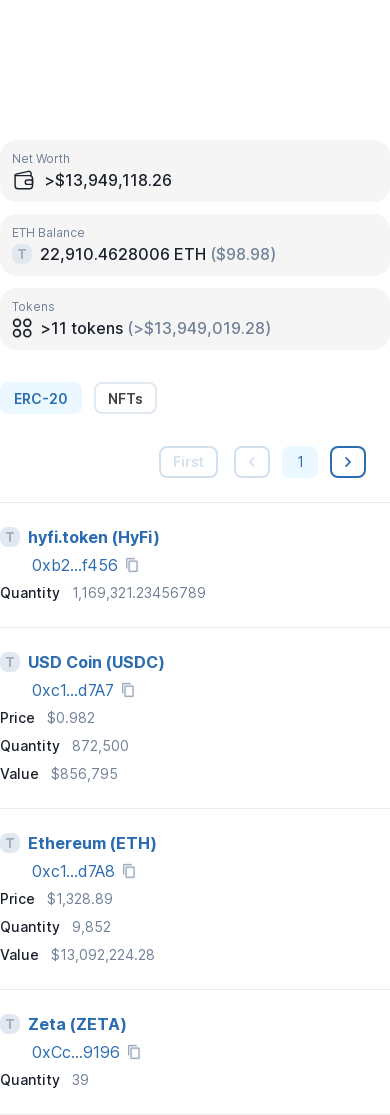 Net Worth
>$13,949,118.26
ETH Balance
T 22,910.4628006 ETH ($98.98)
Tokens
>11 tokens (>$13,949,019.28)
ERC-20 NFTs
First 1
T hyfi.token (HyFi)
0xb2...f456
Quantity 1,169,321.23456789
T USD Coin (USDC)
0xc1...d7A7
Price $0.982
Quantity 872,500
Value $856,795
T Ethereum (ETH)
0xc1...d7A8
Price $1,328.89
Quantity 9,852
Value $13,092,224.28
T Zeta (ZETA)
0xCc...9196
Quantity 39